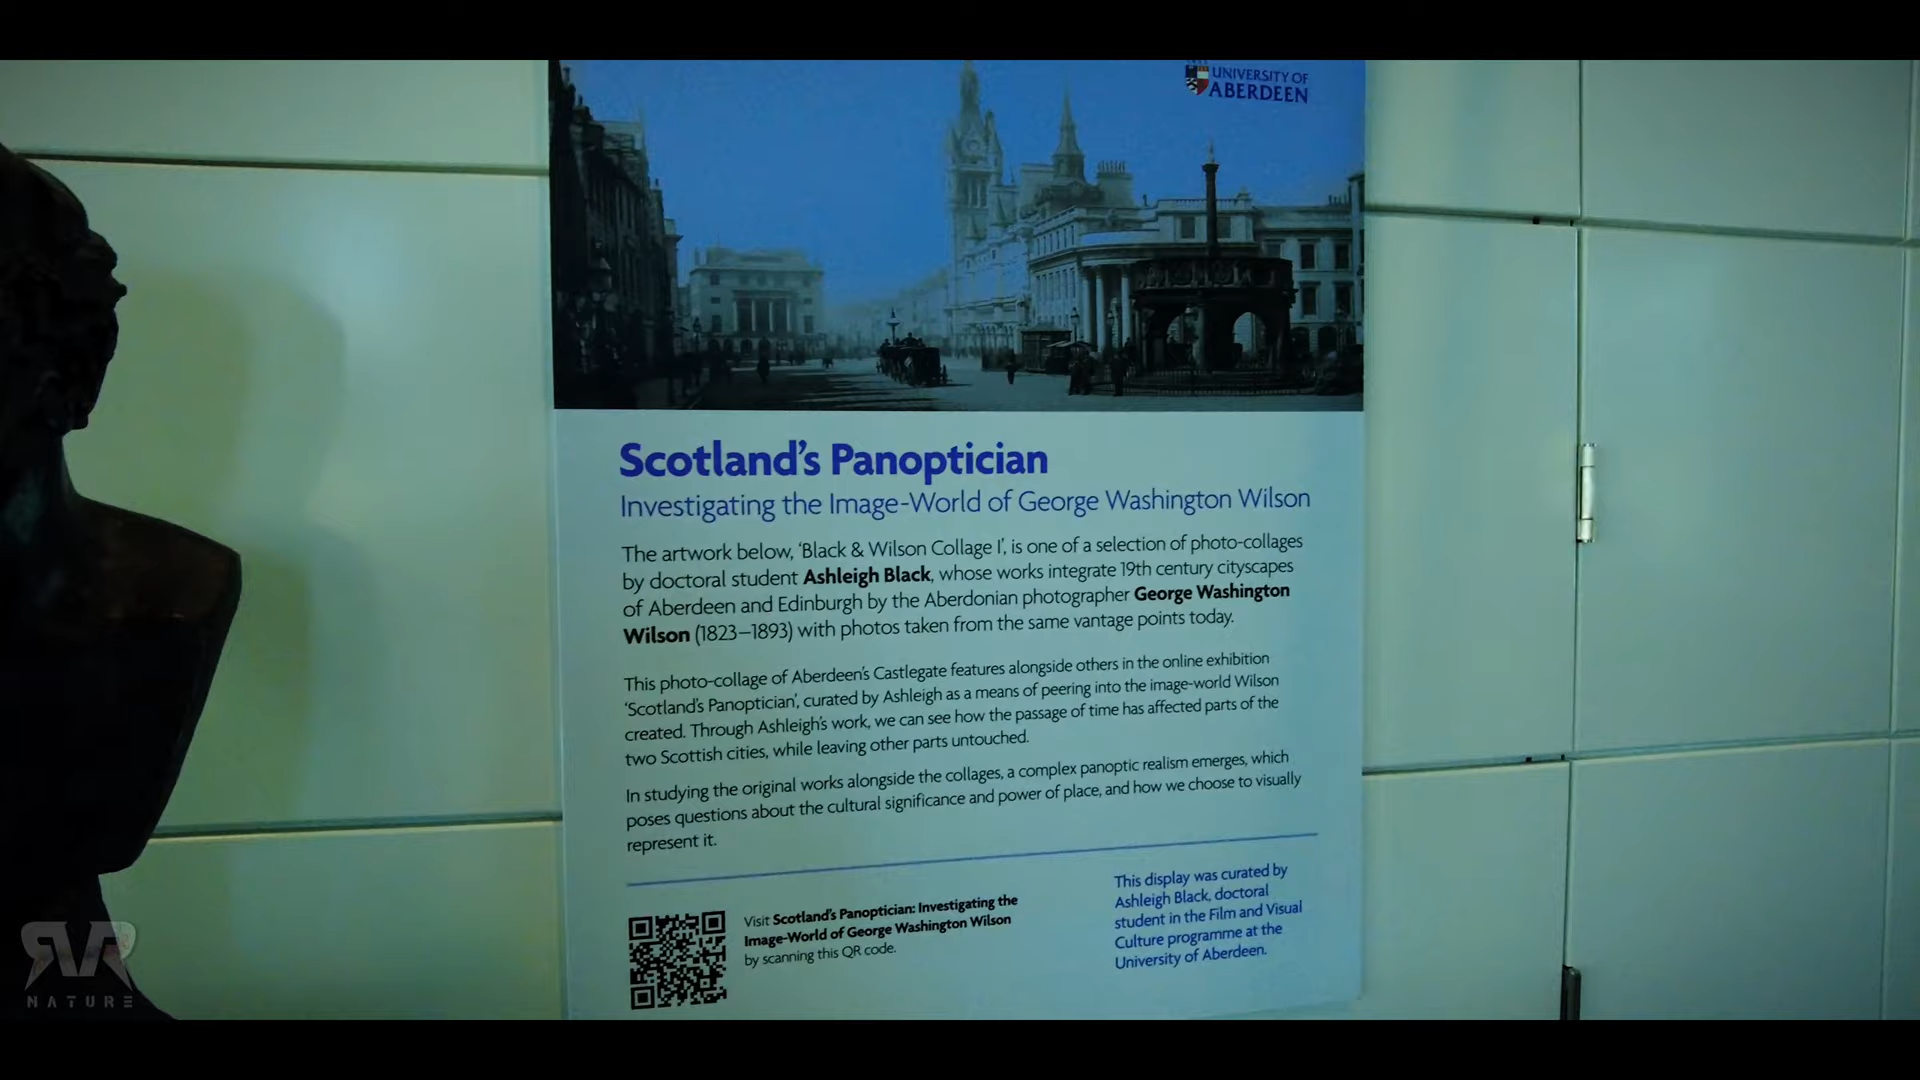 UNIVERSITY OF
ABERDEEN
Scotland's Panoptician
Investigating the Image-World of George Washington Wilson
The artwork below, 'Black & Wilson Collage I', is one of a selection of photo-collages
by doctoral student Ashleigh Black, whose works integrate 19th century cityscapes
of Aberdeen and Edinburgh by the Aberdonian photographer George Washington
Wilson (1823–1893) with photos taken from the same vantage points today.
This photo-collage of Aberdeen's Castlegate features alongside others in the online exhibition
'Scotland's Panoptician', curated by Ashleigh as a means of peering into the image-world Wilson
created. Through Ashleigh's work, we can see how the passage of time has affected parts of the
two Scottish cities, while leaving other parts untouched.
In studying the original works alongside the collages, a complex panoptic realism emerges, which
poses questions about the cultural significance and power of place, and how we choose to visually
represent it.
Visit Scotland's Panoptician: Investigating the
Image-World of George Washington Wilson
by scanning this QR code.
This display was curated by
Ashleigh Black, doctoral
student in the Film and Visual
Culture programme at the
University of Aberdeen.
RVR
NATURE